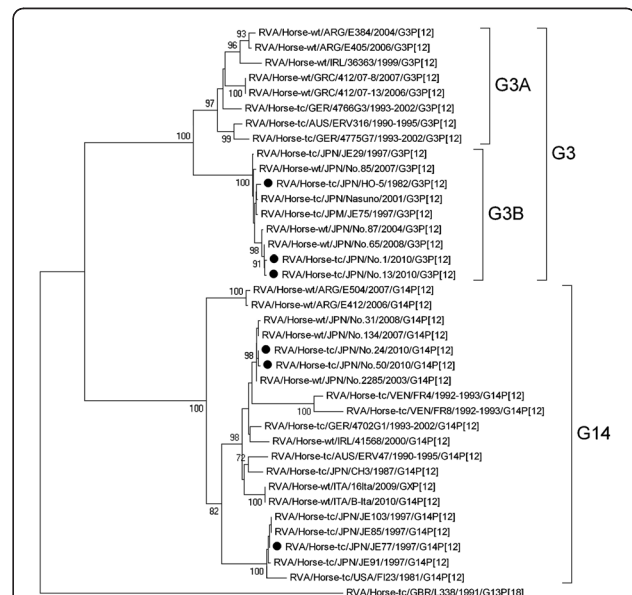 93
RVA/Horse-wt/ARG/E384/2004/G3P[12]
96
RVA/Horse-wt/ARG/E405/2006/G3P[12]
RVA/Horse-wt/IRL/36363/1999/G3P[12]
RVA/Horse-wt/GRC/412/07-8/2007/G3P[12]
G3A
100
RVA/Horse-wt/GRC/412/07-13/2006/G3P[12]
97
RVA/Horse-tc/GER/4766G3/1993-2002/G3P[12]
RVA/Horse-tc/AUS/ERV316/1990-1995/G3P[12]
99
RVA/Horse-tc/GER/4775G7/1993-2002/G3P[12]
100
RVA/Horse-tc/JPN/JE29/1997/G3P[12]
G3
RVA/Horse-wt/JPN/No.85/2007/G3P[12]
100
RVA/Horse-tc/JPN/HO-5/1982/G3P[12]
RVA/Horse-tc/JPN/Nasuno/2001/G3P[12]
RVA/Horse-tc/JPM/JE75/1997/G3P[12]
G3B
RVA/Horse-wt/JPN/No.87/2004/G3P[12]
98
RVA/Horse-wt/JPN/No.65/2008/G3P[12]
91
RVA/Horse-tc/JPN/No.1/2010/G3P[12]
RVA/Horse-tc/JPN/No.13/2010/G3P[12]
100
RVA/Horse-wt/ARG/E504/2007/G14P[12]
RVA/Horse-wt/ARG/E412/2006/G14P[12]
RVA/Horse-wt/JPN/No.31/2008/G14P[12]
RVA/Horse-wt/JPN/No.134/2007/G14P[12]
98
RVA/Horse-tc/JPN/No.24/2010/G14P[12]
RVA/Horse-tc/JPN/No.50/2010/G14P[12]
RVA/Horse-wt/JPN/No.2285/2003/G14P[12]
RVA/Horse-tc/VEN/FR4/1992-1993/G14P[12]
100
RVA/Horse-tc/VEN/FR8/1992-1993/G14P[12]
100
RVA/Horse-tc/GER/4702G1/1993-2002/G14P[12]
G14
98
RVA/Horse-wt/IRL/41568/2000/G14P[12]
72
RVA/Horse-tc/AUS/ERV47/1990-1995/G14P[12]
RVA/Horse-tc/JPN/CH3/1987/G14P[12]
RVA/Horse-wt/ITA/16Ita/2009/GXP[12]
100
RVA/Horse-wt/ITA/B-Ita/2010/G14P[12]
82
RVA/Horse-tc/JPN/JE103/1997/G14P[12]
RVA/Horse-tc/JPN/JE85/1997/G14P[12]
RVA/Horse-tc/JPN/JE77/1997/G14P[12]
RVA/Horse-tc/JPN/JE91/1997/G14P[12]
100
RVA/Horse-tc/USA/FI23/1981/G14P[12]
RVA/Horse-tc/GBR/L338/1991/G13P[18]